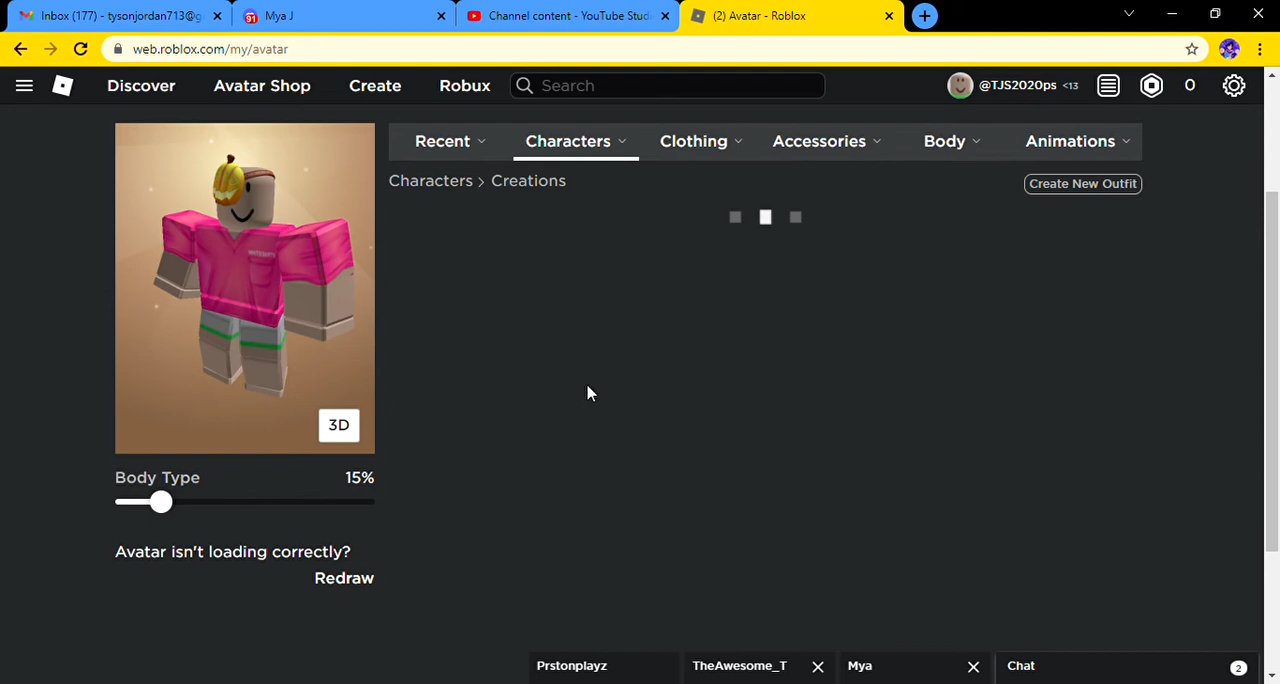 Inbox (177) - tysonjordan713@g
91 Mya J
Channel content - YouTube Stud
(2) Avatar - Roblox
web.roblox.com/my/avatar
Discover Avatar Shop Create Robux Search @TJS2020ps <13 0
Recent Characters Clothing Accessories Body Animations
Characters > Creations Create New Outfit
3D
Body Type 15%
Avatar isn't loading correctly?
Redraw
Prstonplayz TheAwesome_T Mya Chat 2